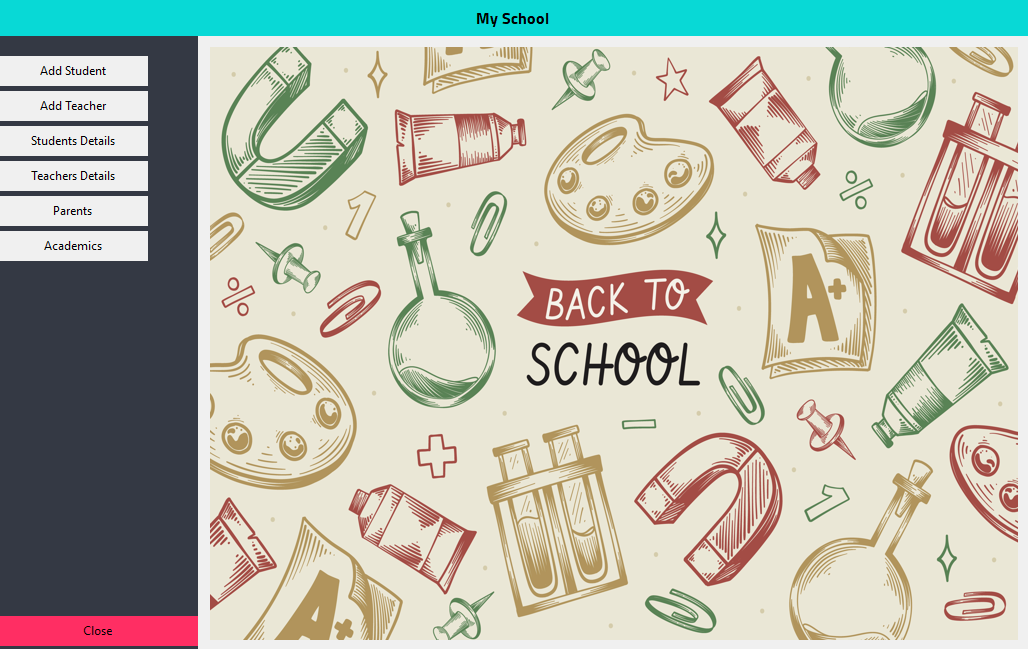 My School
Add Student
Add Teacher
Students Details
Teachers Details
Parents
Academics
Close
1
%
%
BACK TO
SCHOOL
A+
1
A+